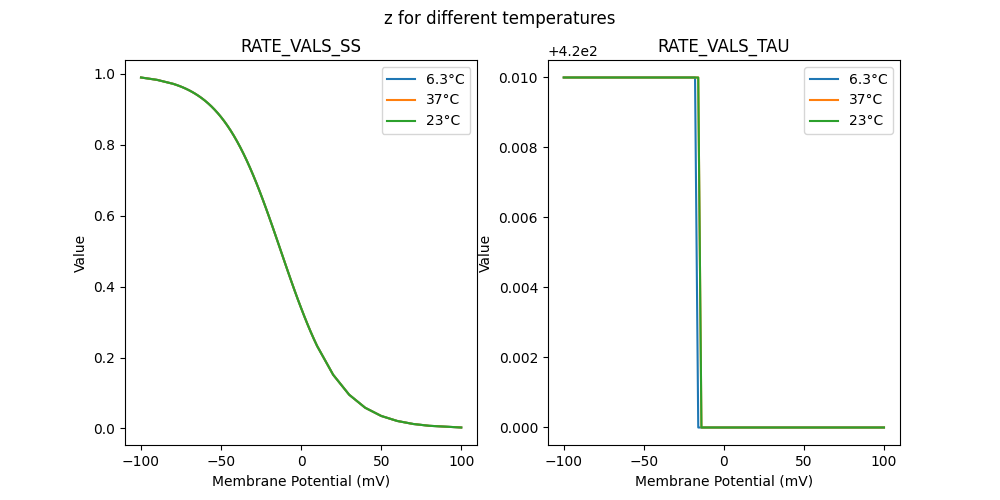 z for different temperatures
RATE_VALS_SS
1.0
0.8
0.6
0.4
0.2
0.0
Value
−100
−50
0
50
100
Membrane Potential (mV)
6.3°C
37°C
23°C
RATE_VALS_TAU
+4.2e2
0.010
0.008
0.006
0.004
0.002
0.000
Value
−100
−50
0
50
100
Membrane Potential (mV)
6.3°C
37°C
23°C